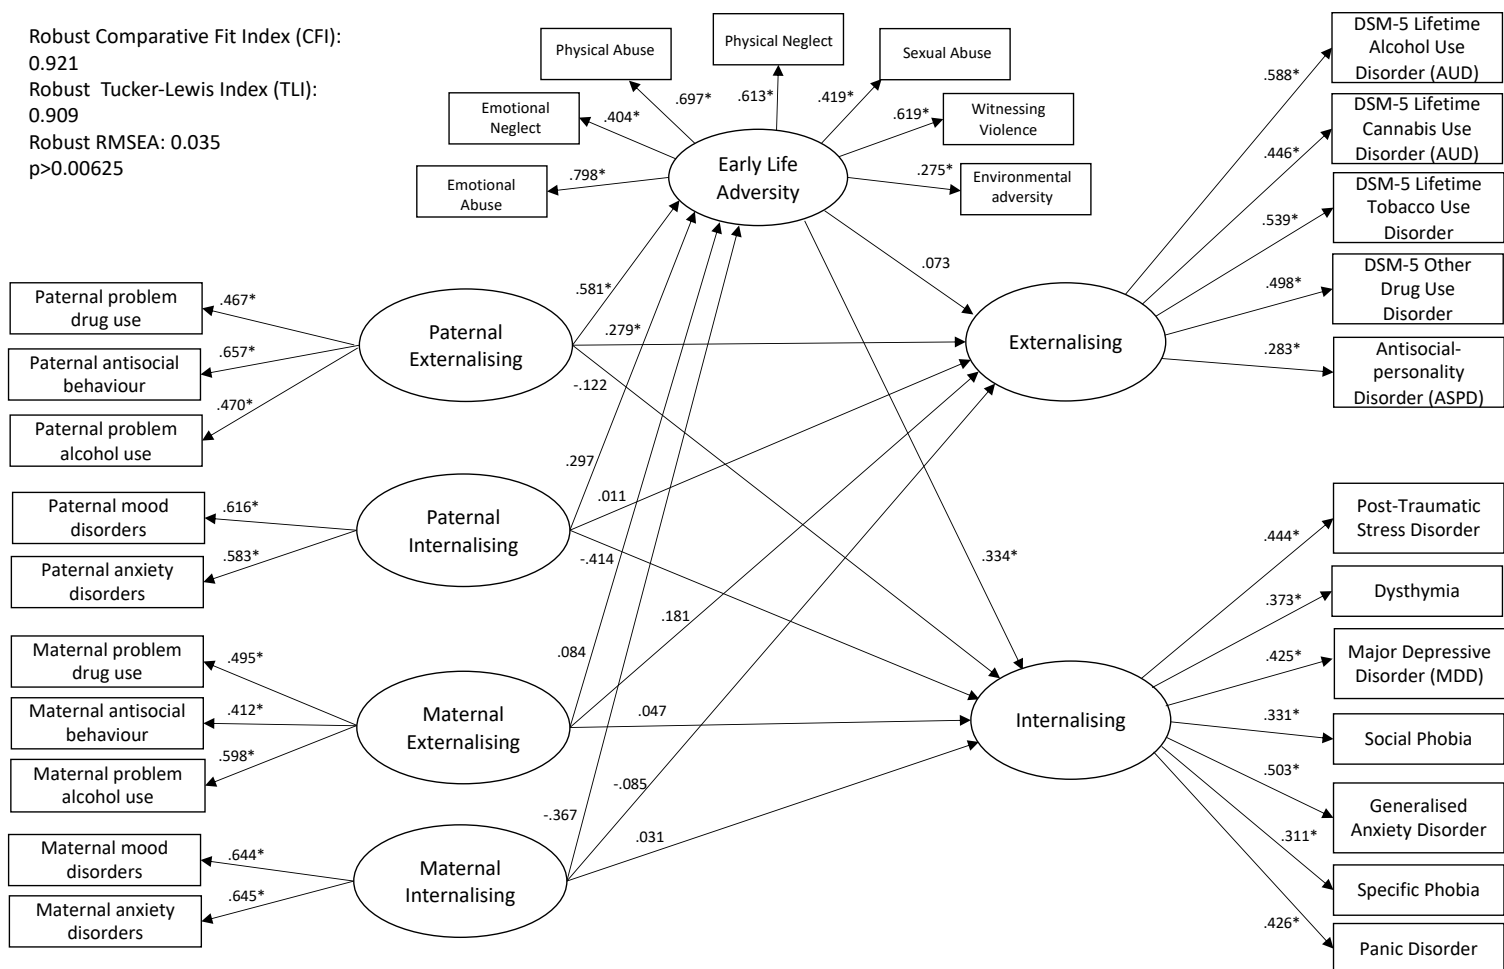 Robust Comparative Fit Index (CFI):
0.921
Robust  Tucker-Lewis Index (TLI):
0.909
Robust RMSEA: 0.035
p>0.00625
Physical Abuse
Physical Neglect
Sexual Abuse
Emotional
Neglect
Witnessing
Violence
Emotional
Abuse
Environmental
adversity
.798*
.404*
.697*
.613*
.419*
.619*
.275*
Early Life
Adversity
Paternal problem
drug use
Paternal antisocial
behaviour
Paternal problem
alcohol use
.467*
.657*
.470*
Paternal
Externalising
.581*
.279*
-.122
Paternal mood
disorders
Paternal anxiety
disorders
.616*
.583*
Paternal
Internalising
.297
.011
-.414
Maternal problem
drug use
Maternal antisocial
behaviour
Maternal problem
alcohol use
.495*
.412*
.598*
Maternal
Externalising
.084
.181
.047
Maternal mood
disorders
Maternal anxiety
disorders
.644*
.645*
Maternal
Internalising
-.367
-.085
.031
.073
.334*
Externalising
.588*
.446*
.539*
.498*
.283*
DSM-5 Lifetime
Alcohol Use
Disorder (AUD)
DSM-5 Lifetime
Cannabis Use
Disorder (AUD)
DSM-5 Lifetime
Tobacco Use
Disorder
DSM-5 Other
Drug Use
Disorder
Antisocial-
personality
Disorder (ASPD)
Internalising
.444*
.373*
.425*
.331*
.503*
.311*
.426*
Post-Traumatic
Stress Disorder
Dysthymia
Major Depressive
Disorder (MDD)
Social Phobia
Generalised
Anxiety Disorder
Specific Phobia
Panic Disorder